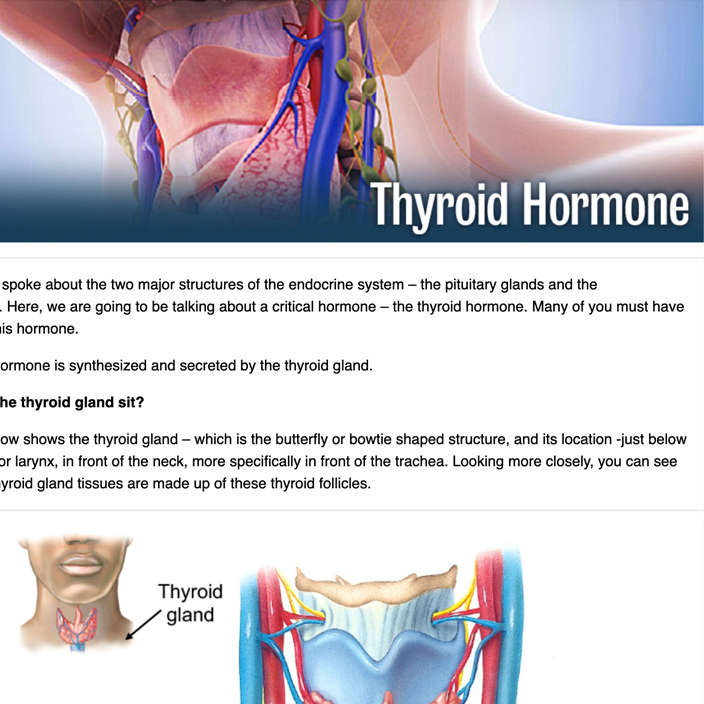 Thyroid Hormone
spoke about the two major structures of the endocrine system – the pituitary glands and the
. Here, we are going to be talking about a critical hormone – the thyroid hormone. Many of you must have
his hormone.
ormone is synthesized and secreted by the thyroid gland.
he thyroid gland sit?
ow shows the thyroid gland – which is the butterfly or bowtie shaped structure, and its location -just below
or larynx, in front of the neck, more specifically in front of the trachea. Looking more closely, you can see
hyroid gland tissues are made up of these thyroid follicles.
Thyroid
gland